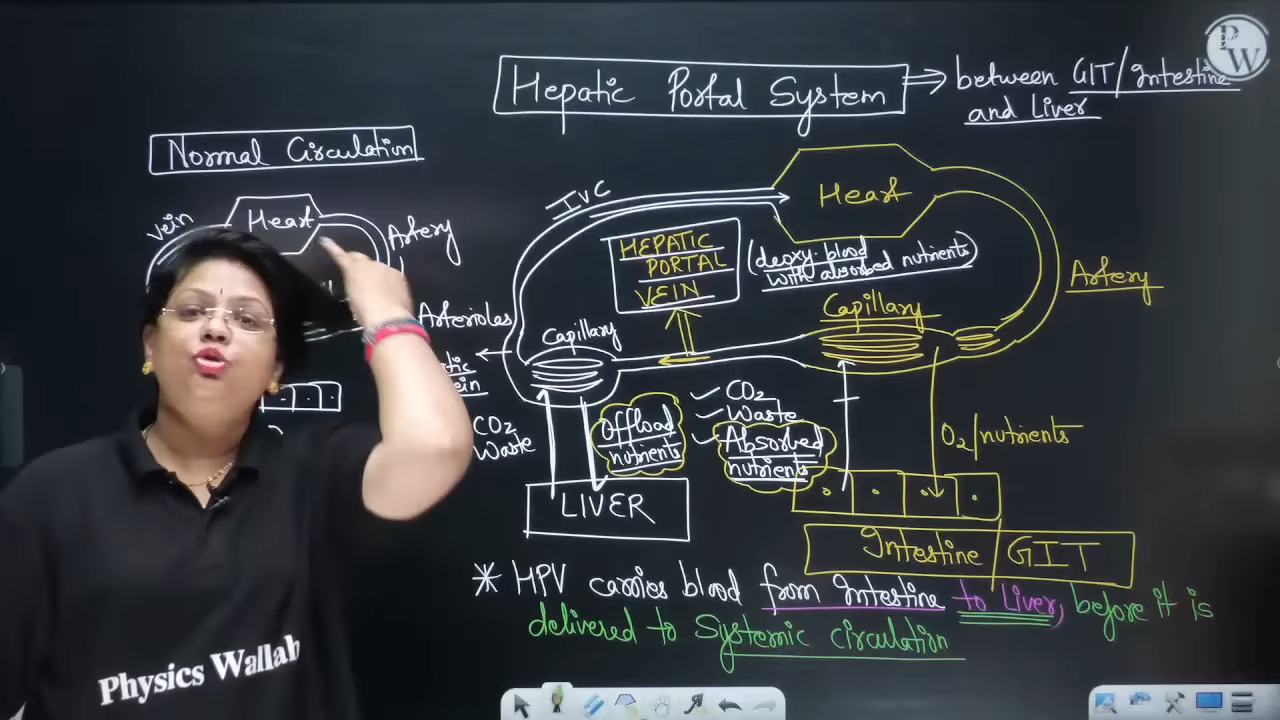 PW
Hepatic Portal System ⇒ between GIT/Intestine
and Liver
Normal Circulation
Vein
Heart
Artery
Arterioles
IVC
Heart
HEPATIC
PORTAL
VEIN
(deoxy. blood
with absorbed nutrients)
Artery
Capillary
Capillary
CO2
Waste
Offload
nutrients
✓ CO2
✓ Waste
✓ Absorbed
nutrients
O2/nutrients
LIVER
Intestine/GIT
* HPV carries blood from Intestine to Liver, before it is
delivered to Systemic circulation
Physics Wallah